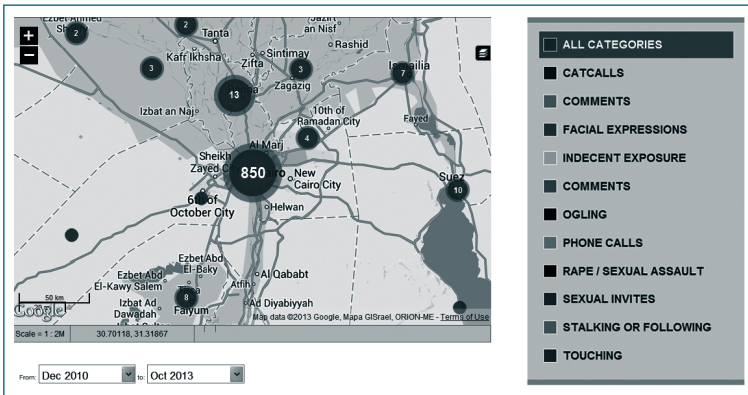 Ezbet Ahmed
2
2
Tanta
Jazirt
an Nisf
Rashid
Kafr Ikhsha
Zifta
Sintimay
3
3
Zagazig
Ismailia
7
13
Izbat an Naj
10th of
Ramadan City
Fayed
4
Al Marj
Sheikh
Zayed
850
New
Cairo City
Suez
10
6th of
October City
Helwan
Ezbet Abd
El-Baky
Ezbet Abd
El-Kawy Salem
Al Qababt
Atfih
8
Izbat Ad
Dawadah
Faiyum
Ad Diyabiyyah
50 km
Google
Map data ©2013 Google, Mapa GISrael, ORION-ME - Terms of Use
Scale = 1 : 2M
30.70118, 31.31867
From: Dec 2010 to: Oct 2013
ALL CATEGORIES
CATCALLS
COMMENTS
FACIAL EXPRESSIONS
INDECENT EXPOSURE
COMMENTS
OGLING
PHONE CALLS
RAPE / SEXUAL ASSAULT
SEXUAL INVITES
STALKING OR FOLLOWING
TOUCHING